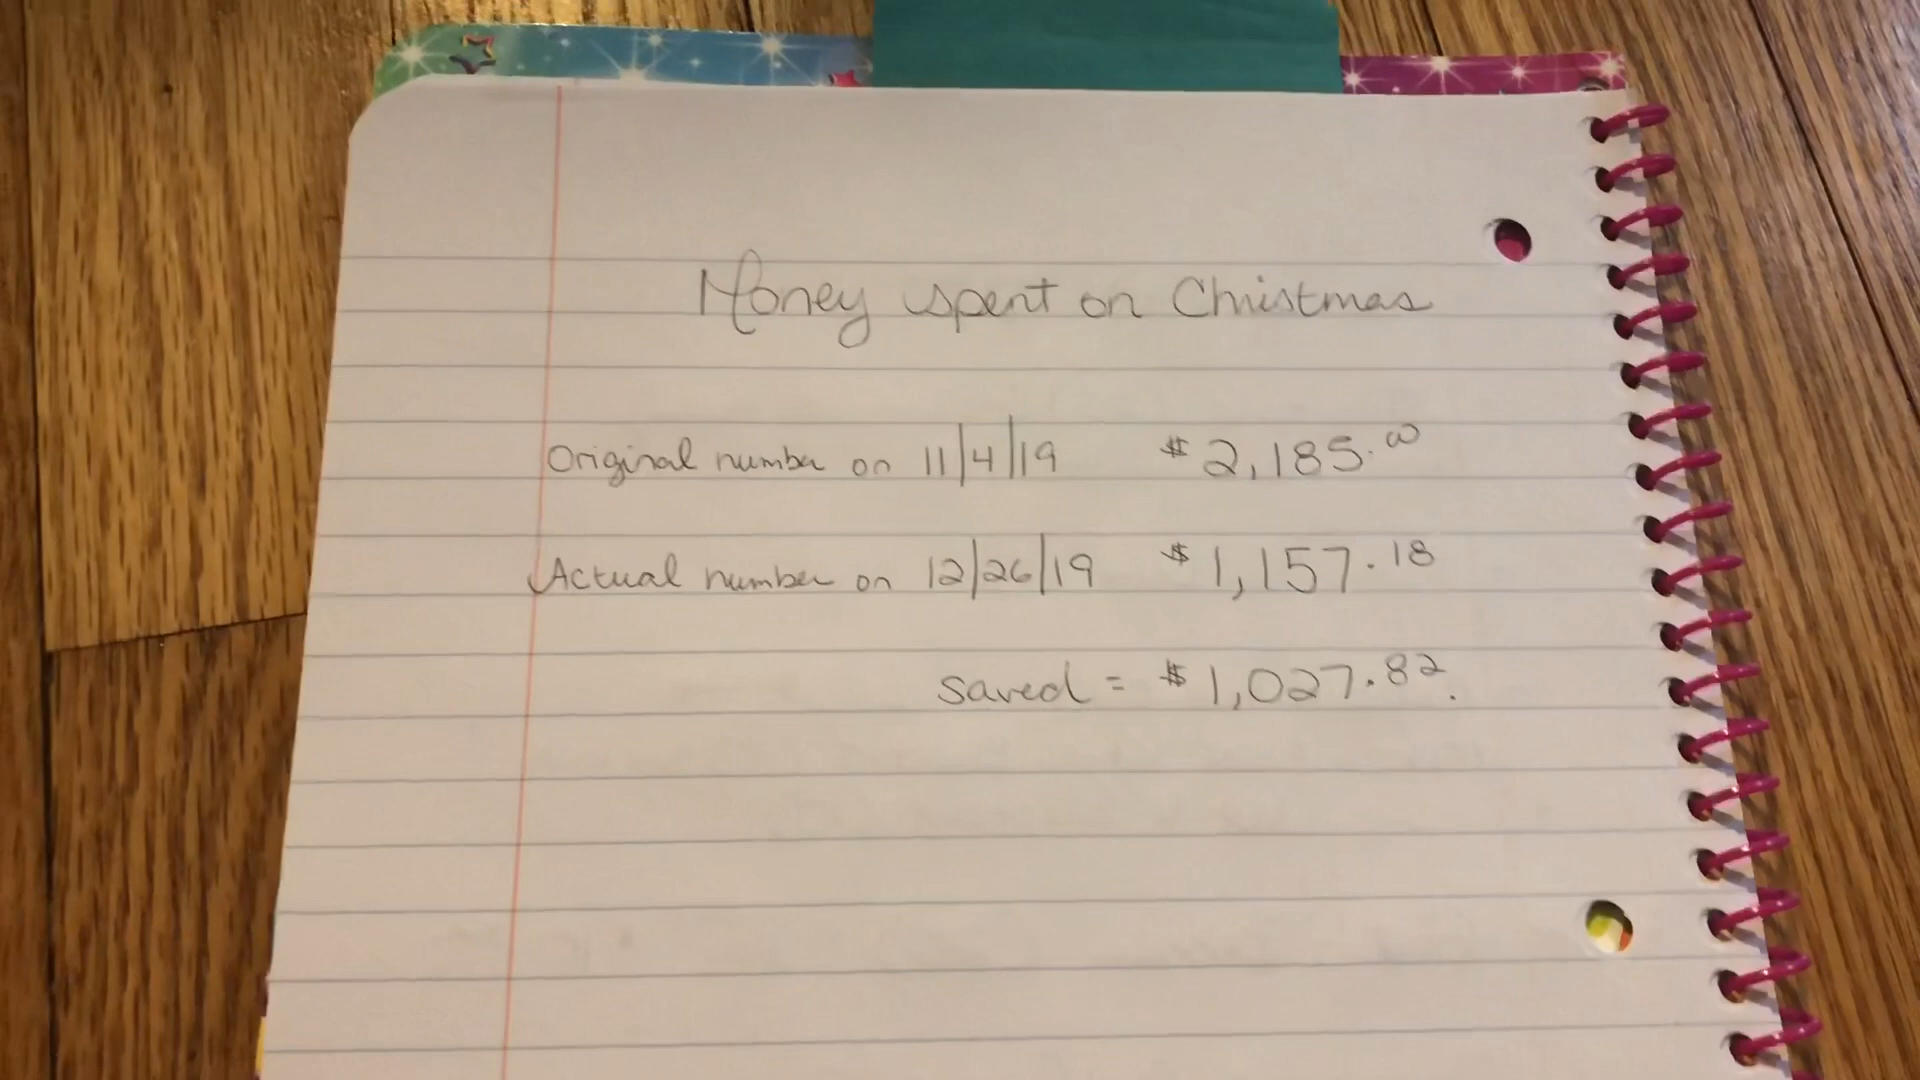 Money spent on Christmas
Original number on 11/4/19 $2,185.00
Actual number on 12/26/19 $1,157.18
saved = $1,027.82.